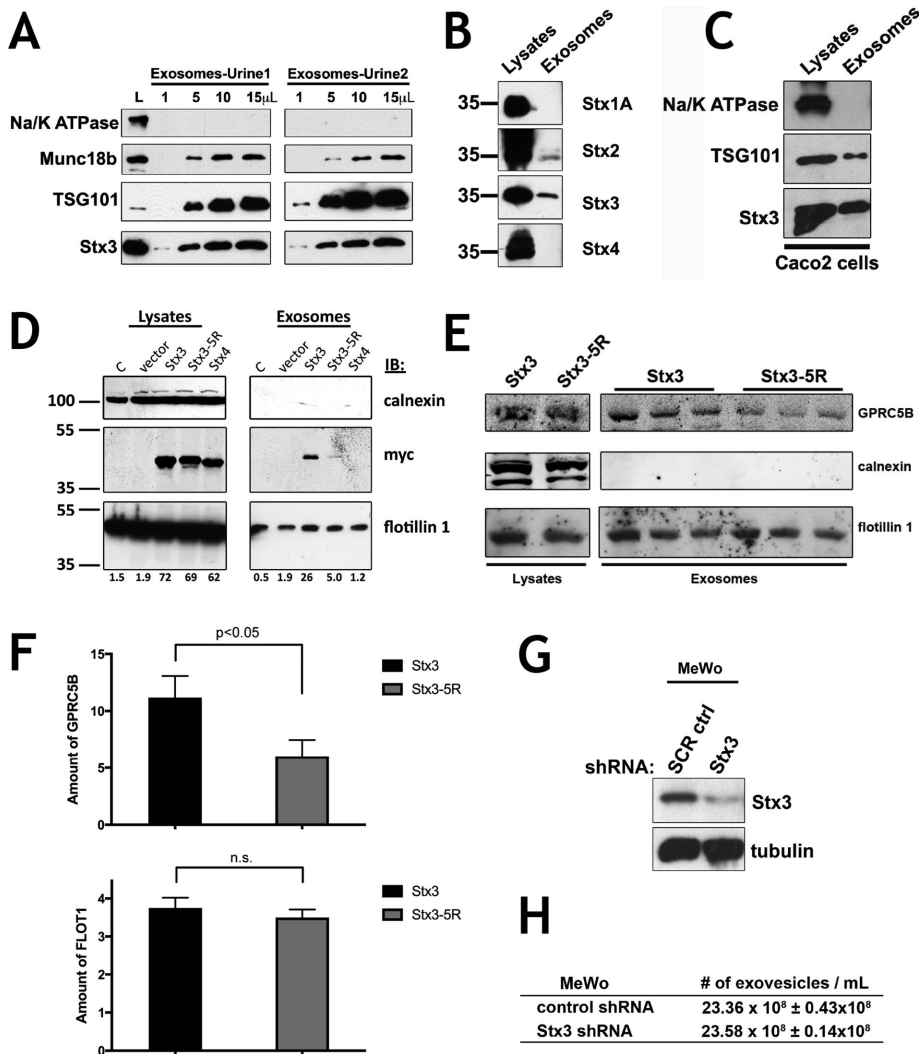 A
Exosomes-Urine1 Exosomes-Urine2
L 1 5 10 15μL 1 5 10 15μL
Na/K ATPase
Munc18b
TSG101
Stx3
B
Lysates Exosomes
35 Stx1A
35 Stx2
35 Stx3
35 Stx4
C
Lysates Exosomes
Na/K ATPase
TSG101
Stx3
Caco2 cells
D
Lysates Exosomes
C vector Stx3 Stx3-5R Stx4 C vector Stx3 Stx3-5R Stx4 IB:
100 calnexin
55
myc
35
55
flotillin 1
35
1.5 1.9 72 69 62 0.5 1.9 26 5.0 1.2
E
Stx3 Stx3-5R Stx3 Stx3-5R
GPRC5B
calnexin
flotillin 1
Lysates Exosomes
F
p<0.05
Stx3
Stx3-5R
Amount of GPRC5B
15
10
5
0
n.s.
Stx3
Stx3-5R
Amount of FLOT1
4
3
2
1
0
G
MeWo
shRNA: SCR ctrl Stx3
Stx3
tubulin
H
MeWo # of exovesicles / mL
control shRNA 23.36 x 10⁸ ± 0.43x10⁸
Stx3 shRNA 23.58 x 10⁸ ± 0.14x10⁸